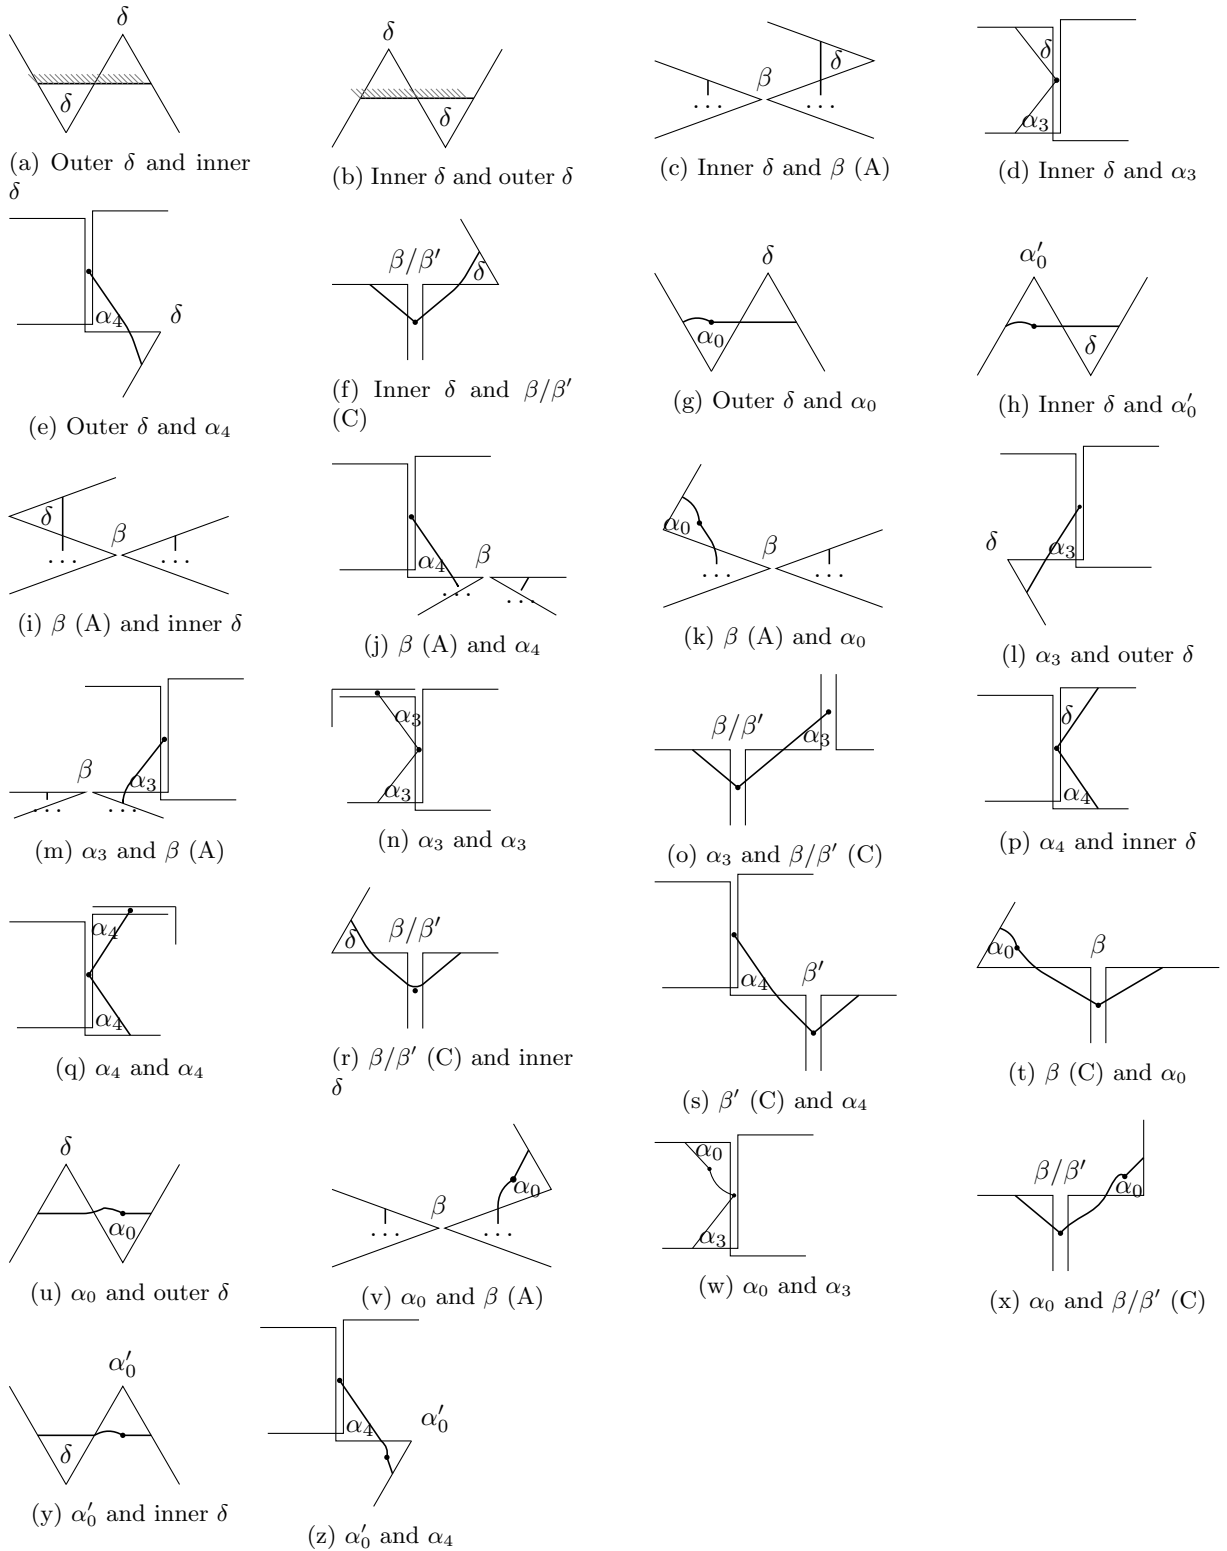 δ
δ
(a) Outer δ and inner
δ
δ
δ
(b) Inner δ and outer δ
β
δ
. . .
. . .
(c) Inner δ and β (A)
δ
α₃
(d) Inner δ and α₃
α₄
δ
(e) Outer δ and α₄
β/β′
δ
(f) Inner δ and β/β′
(C)
δ
α₀
(g) Outer δ and α₀
α′₀
δ
(h) Inner δ and α′₀
δ
β
. . .
. . .
(i) β (A) and inner δ
α₄
β
. . .
. . .
(j) β (A) and α₄
α₀
β
. . .
. . .
(k) β (A) and α₀
δ
α₃
(l) α₃ and outer δ
β
α₃
. . .
. . .
(m) α₃ and β (A)
α₃
α₃
(n) α₃ and α₃
β/β′
α₃
(o) α₃ and β/β′ (C)
δ
α₄
(p) α₄ and inner δ
α₄
α₄
(q) α₄ and α₄
δ
β/β′
(r) β/β′ (C) and inner
δ
α₄
β′
(s) β′ (C) and α₄
α₀
β
(t) β (C) and α₀
δ
α₀
(u) α₀ and outer δ
β
α₀
. . .
. . .
(v) α₀ and β (A)
α₀
α₃
(w) α₀ and α₃
β/β′
α₀
(x) α₀ and β/β′ (C)
α′₀
δ
(y) α′₀ and inner δ
α₄
α′₀
(z) α′₀ and α₄